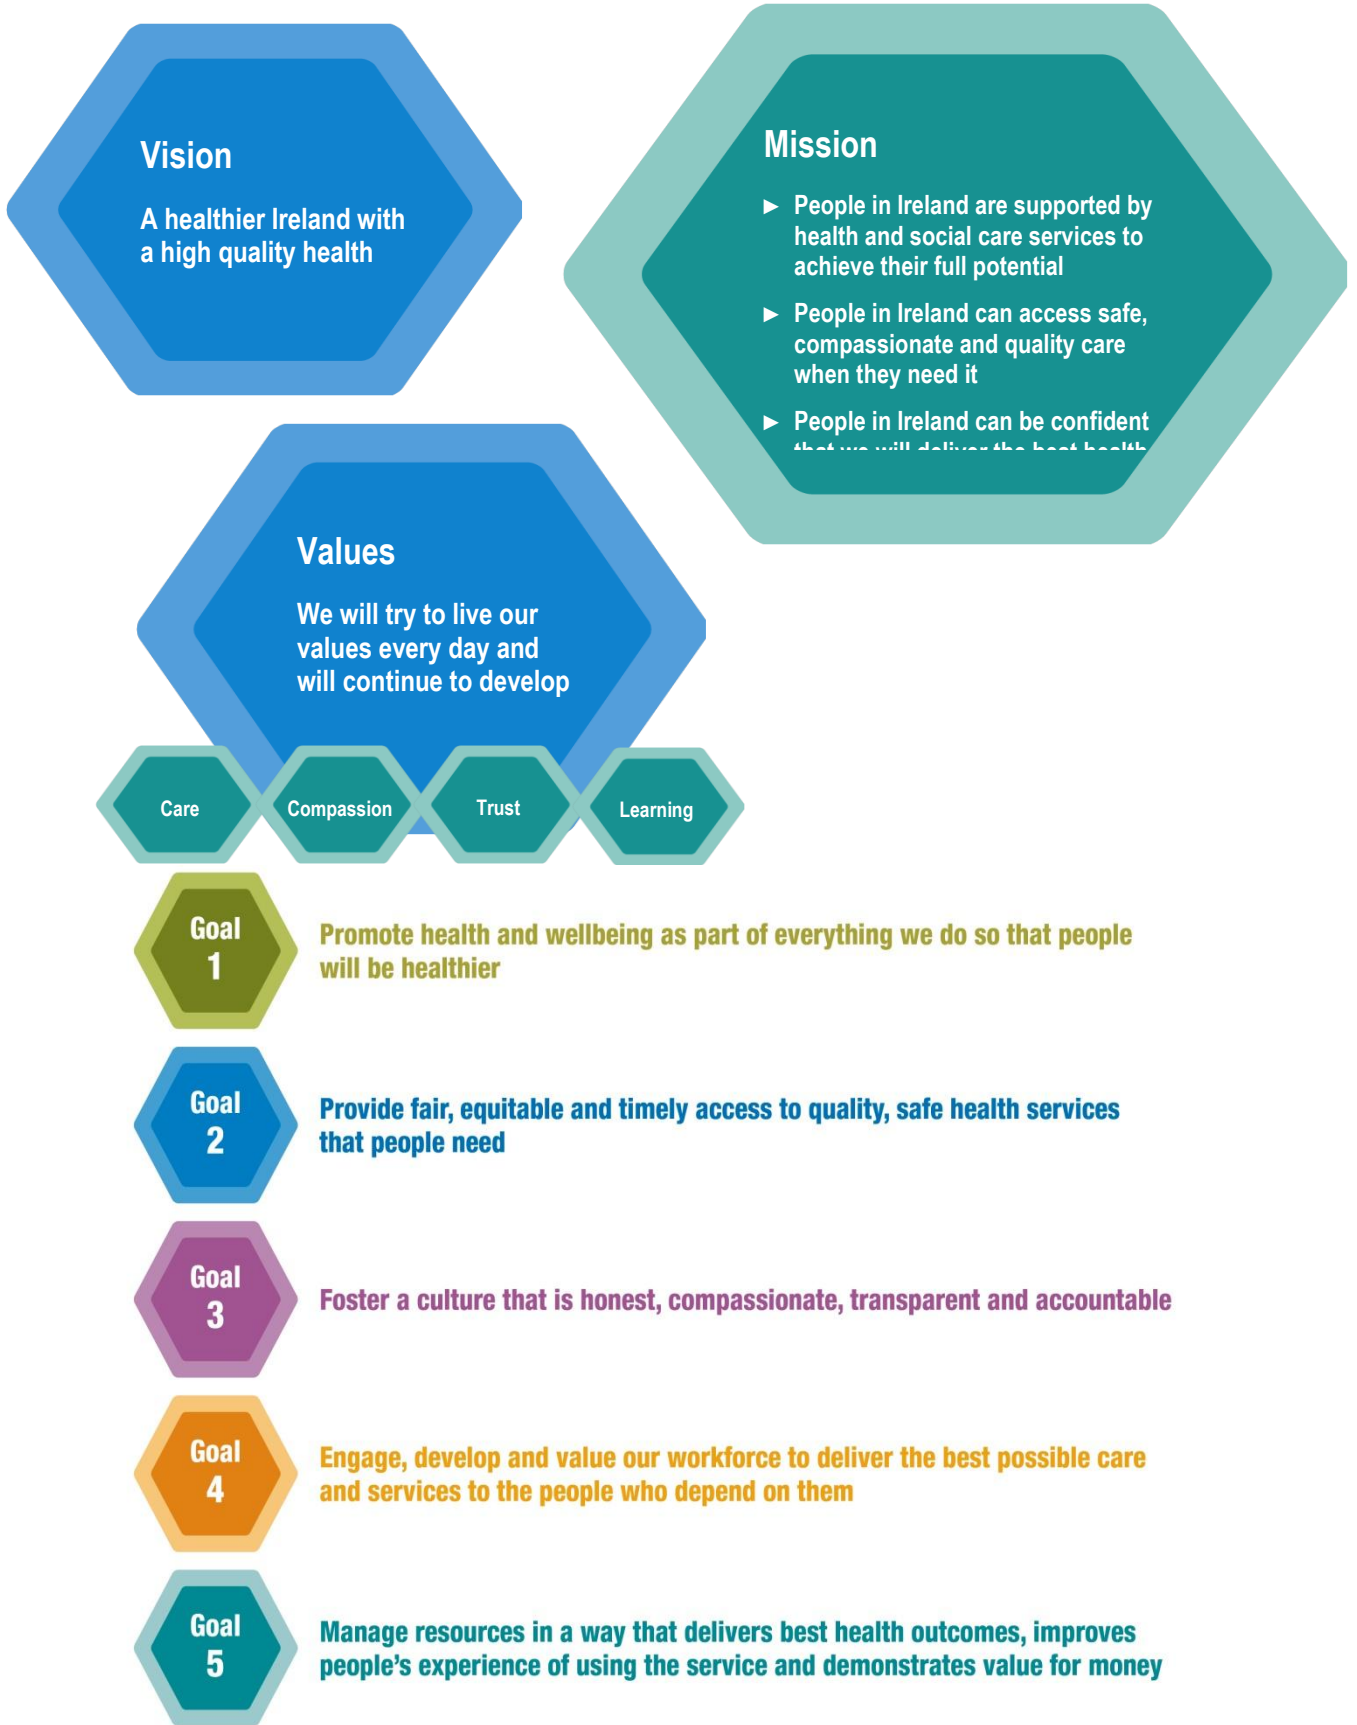 Vision
A healthier Ireland with
a high quality health
Mission
► People in Ireland are supported by
health and social care services to
achieve their full potential
► People in Ireland can access safe,
compassionate and quality care
when they need it
► People in Ireland can be confident
that we will deliver the best health
Values
We will try to live our
values every day and
will continue to develop
Care
Compassion
Trust
Learning
Goal
1
Promote health and wellbeing as part of everything we do so that people
will be healthier
Goal
2
Provide fair, equitable and timely access to quality, safe health services
that people need
Goal
3
Foster a culture that is honest, compassionate, transparent and accountable
Goal
4
Engage, develop and value our workforce to deliver the best possible care
and services to the people who depend on them
Goal
5
Manage resources in a way that delivers best health outcomes, improves
people's experience of using the service and demonstrates value for money